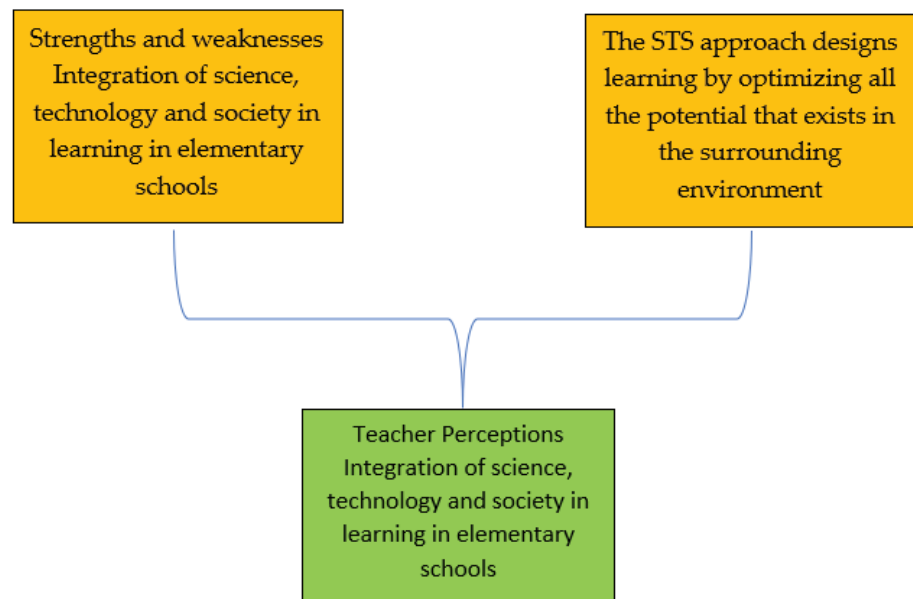 Strengths and weaknesses
Integration of science,
technology and society in
learning in elementary
schools
The STS approach designs
learning by optimizing all
the potential that exists in
the surrounding
environment
Teacher Perceptions
Integration of science,
technology and society in
learning in elementary
schools